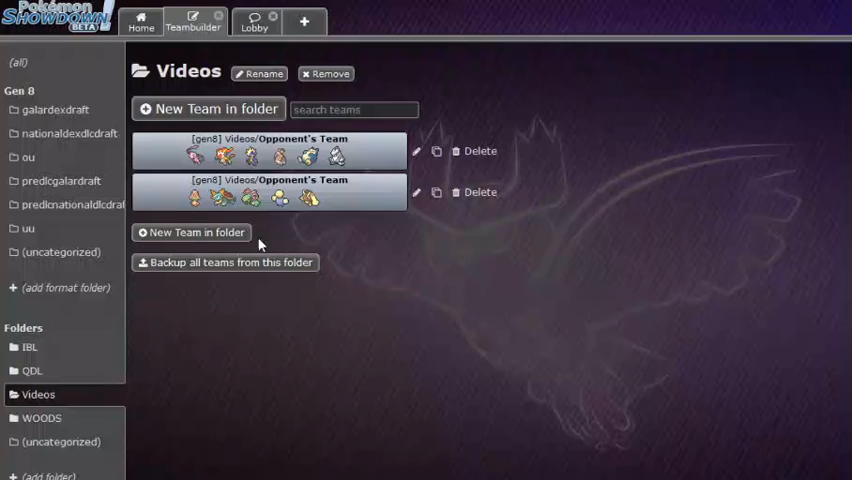 Pokémon
SHOWDOWN!
BETA
Home
Teambuilder
Lobby
(all)
Gen 8
galardexdraft
nationaldexdlcdraft
ou
predlcgalardraft
predlcnationaldlcdraf
uu
(uncategorized)
(add format folder)
Folders
IBL
QDL
Videos
WOODS
(uncategorized)
(add folder)
Videos
Rename
Remove
New Team in folder
search teams
[gen8] Videos/Opponent's Team
Delete
[gen8] Videos/Opponent's Team
Delete
New Team in folder
Backup all teams from this folder